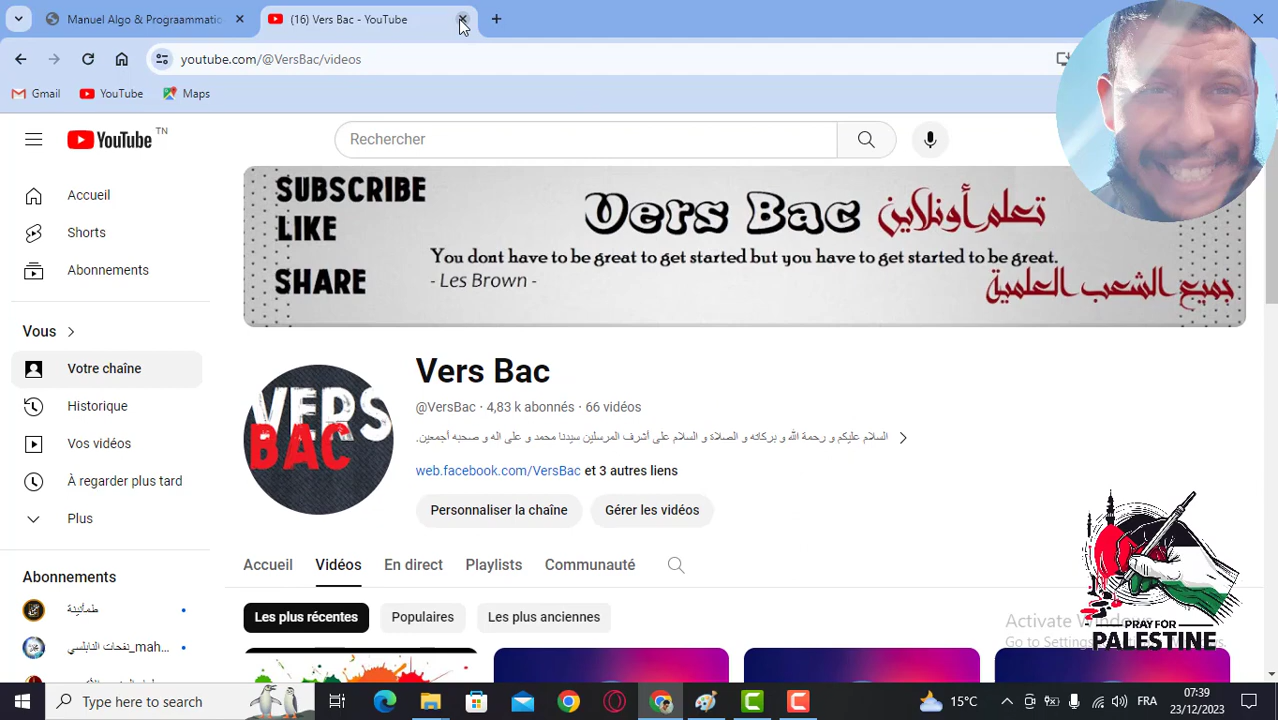 Manuel Algo & Prograammatic
(16) Vers Bac - YouTube
youtube.com/@VersBac/videos
Gmail
YouTube
Maps
YouTube TN
Rechercher
Accueil
Shorts
Abonnements
Vous
Votre chaîne
Historique
Vos vidéos
À regarder plus tard
Plus
Abonnements
طمأنينة
نفحات النابلسي_mah...
SUBSCRIBE
LIKE
SHARE
Vers Bac تعلم أونلاين
You dont have to be great to get started but you have to get started to be great.
- Les Brown -
جميع الشعب العلمية
VERS
BAC
Vers Bac
@VersBac · 4,83 k abonnés · 66 vidéos
السلام عليكم و رحمة الله و بركاته و الصلاة و السلام على أشرف المرسلين سيدنا محمد و على اله و صحبه أجمعين.
web.facebook.com/VersBac et 3 autres liens
Personnaliser la chaîne
Gérer les vidéos
Accueil
Vidéos
En direct
Playlists
Communauté
Les plus récentes
Populaires
Les plus anciennes
Activate Windows
Go to Settings
PRAY FOR
PALESTINE
Type here to search
15°C
FRA
07:39
23/12/2023